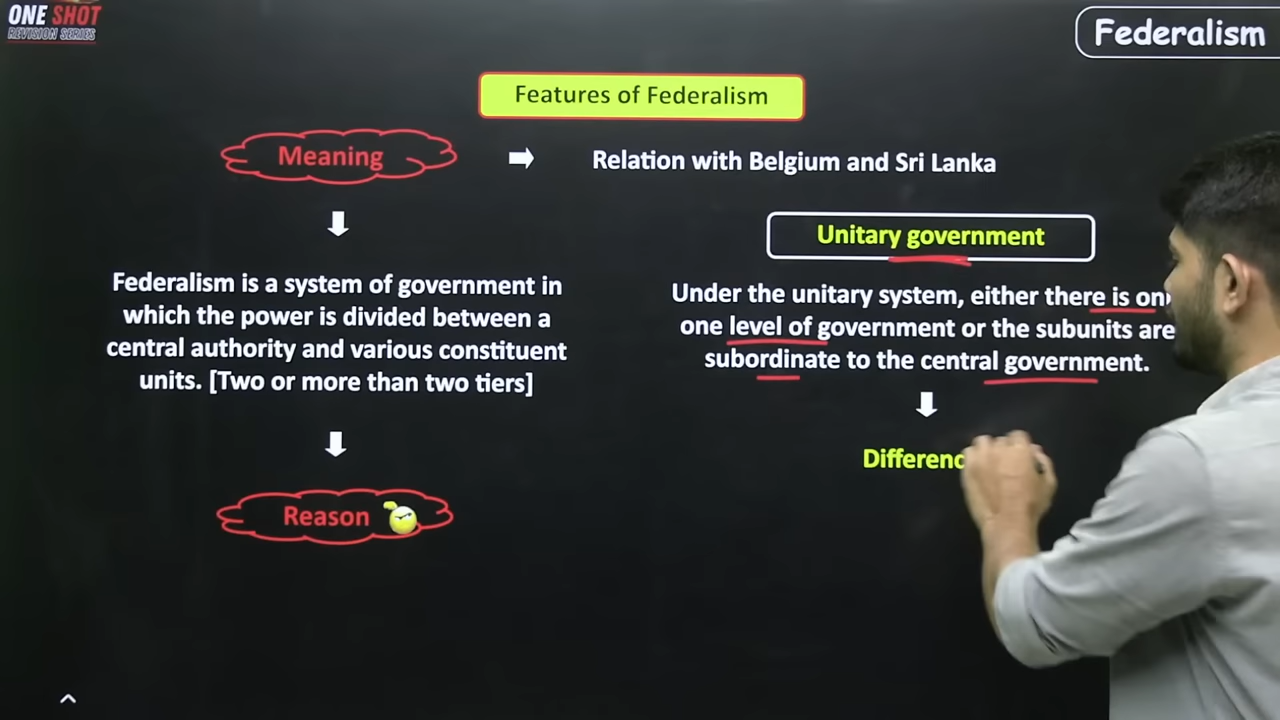 ONE SHOT
REVISION SERIES
Federalism
Features of Federalism
Meaning
Relation with Belgium and Sri Lanka
Federalism is a system of government in
which the power is divided between a
central authority and various constituent
units. [Two or more than two tiers]
Reason
Unitary government
Under the unitary system, either there is
one level of government or the subunits are
subordinate to the central government.